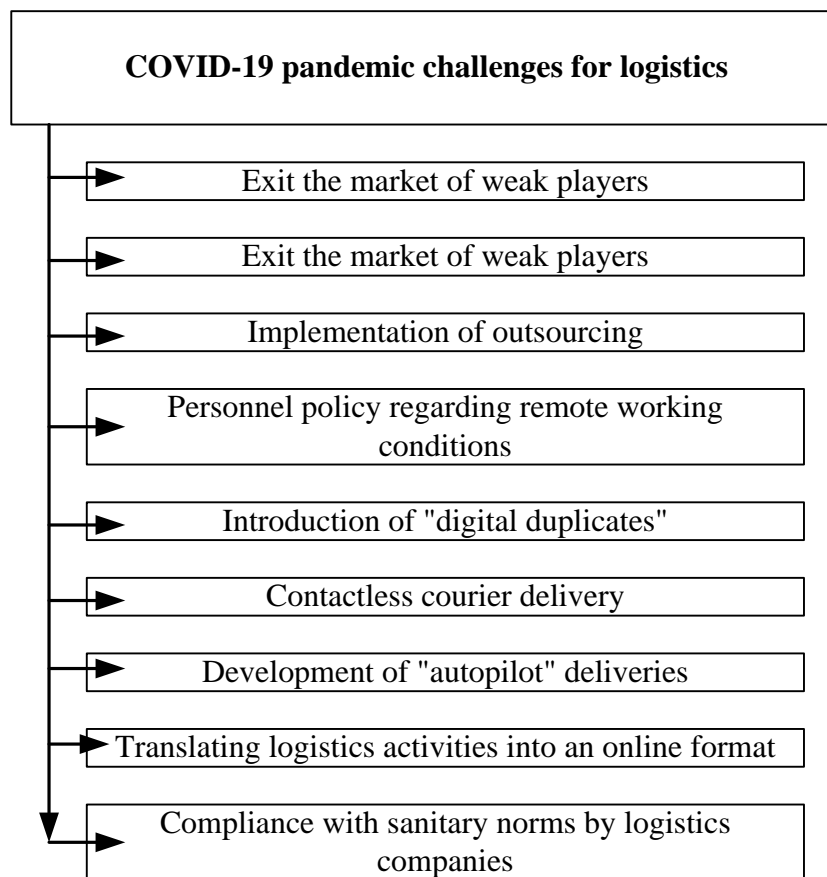 COVID-19 pandemic challenges for logistics
Exit the market of weak players
Exit the market of weak players
Implementation of outsourcing
Personnel policy regarding remote working
conditions
Introduction of "digital duplicates"
Contactless courier delivery
Development of "autopilot" deliveries
Translating logistics activities into an online format
Compliance with sanitary norms by logistics
companies